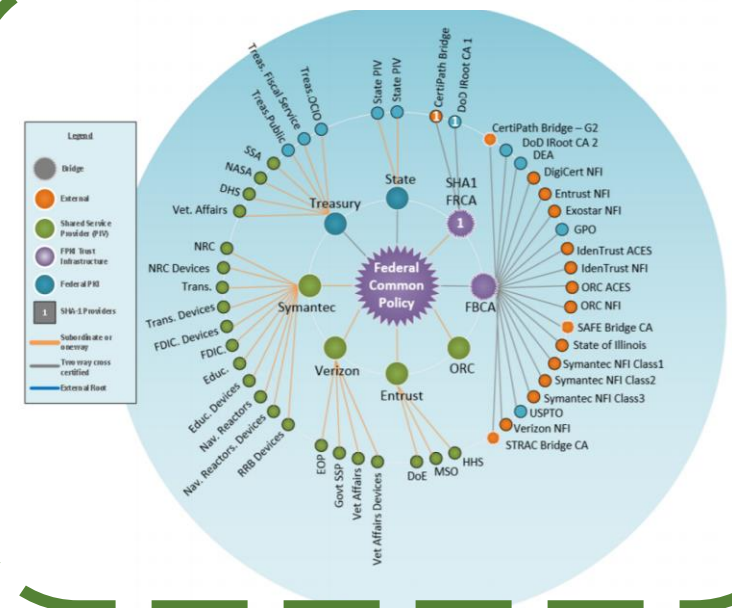 Legend
Bridge
External
Shared Service
Provider (PIV)
FPKI Trust
Infrastructure
Federal PKI
1
SHA-1 Providers
Subordinate or
oneway
Two way cross
certified
External Root
Treas. Fiscal Service
Treas.OCIO
Treas.Public
SSA
NASA
DHS
Vet. Affairs
NRC
NRC Devices
Trans.
Trans. Devices
FDIC. Devices
FDIC.
Educ.
Educ. Devices
Nav. Reactors
Nav. Reactors. Devices
RRB Devices
State PIV
State PIV
CertiPath Bridge
DoD IRoot CA 1
1
1
State
Treasury
SHA1
FRCA
1
Federal
Common
Policy
FBCA
Symantec
Verizon
Entrust
ORC
EOP
Govt SSP
Vet Affairs
Vet Affairs Devices
DoE
MSO
HHS
CertiPath Bridge – G2
DoD IRoot CA 2
DEA
DigiCert NFI
Entrust NFI
Exostar NFI
GPO
IdenTrust ACES
IdenTrust NFI
ORC ACES
ORC NFI
SAFE Bridge CA
State of Illinois
Symantec NFI Class1
Symantec NFI Class2
Symantec NFI Class3
USPTO
Verizon NFI
STRAC Bridge CA